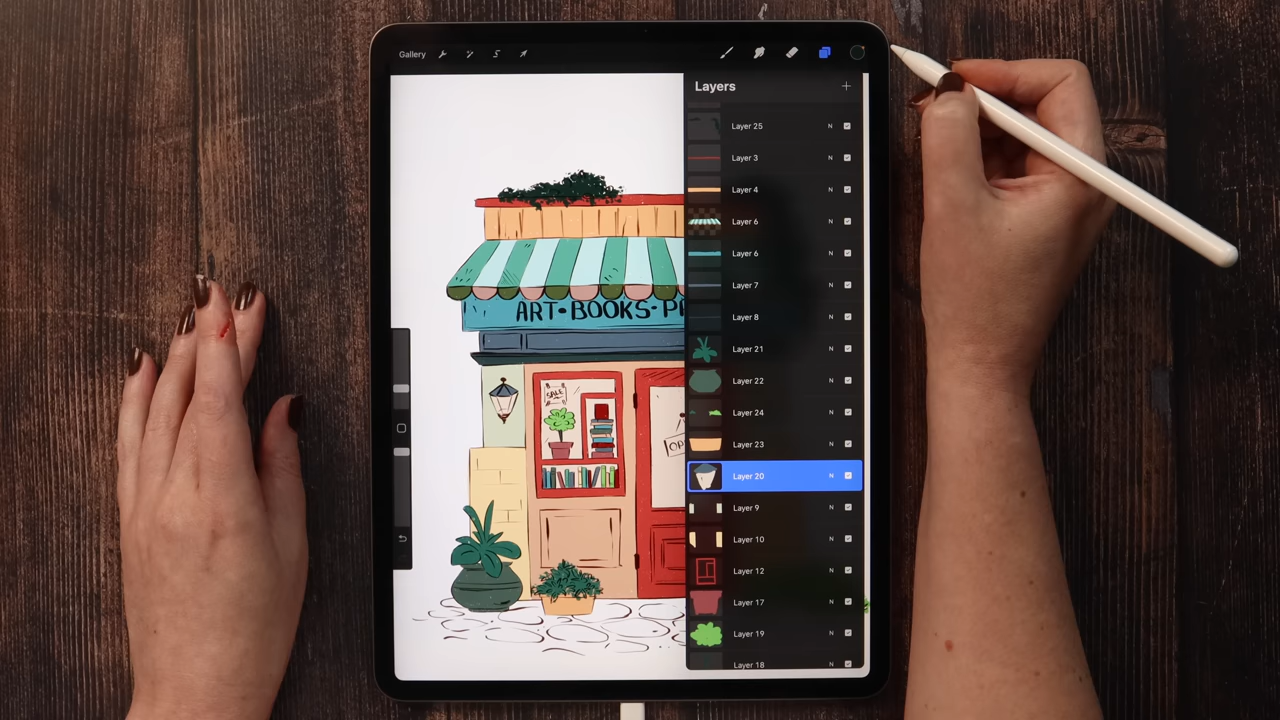 Gallery
Layers
Layer 25 N
Layer 3 N
Layer 4 N
Layer 6 N
Layer 6 N
Layer 7 N
Layer 8 N
Layer 21 N
Layer 22 N
Layer 24 N
Layer 23 N
Layer 20 N
Layer 9 N
Layer 10 N
Layer 12 N
Layer 17 N
Layer 19 N
Layer 18 N
ART•BOOKS•P
SALE
OP